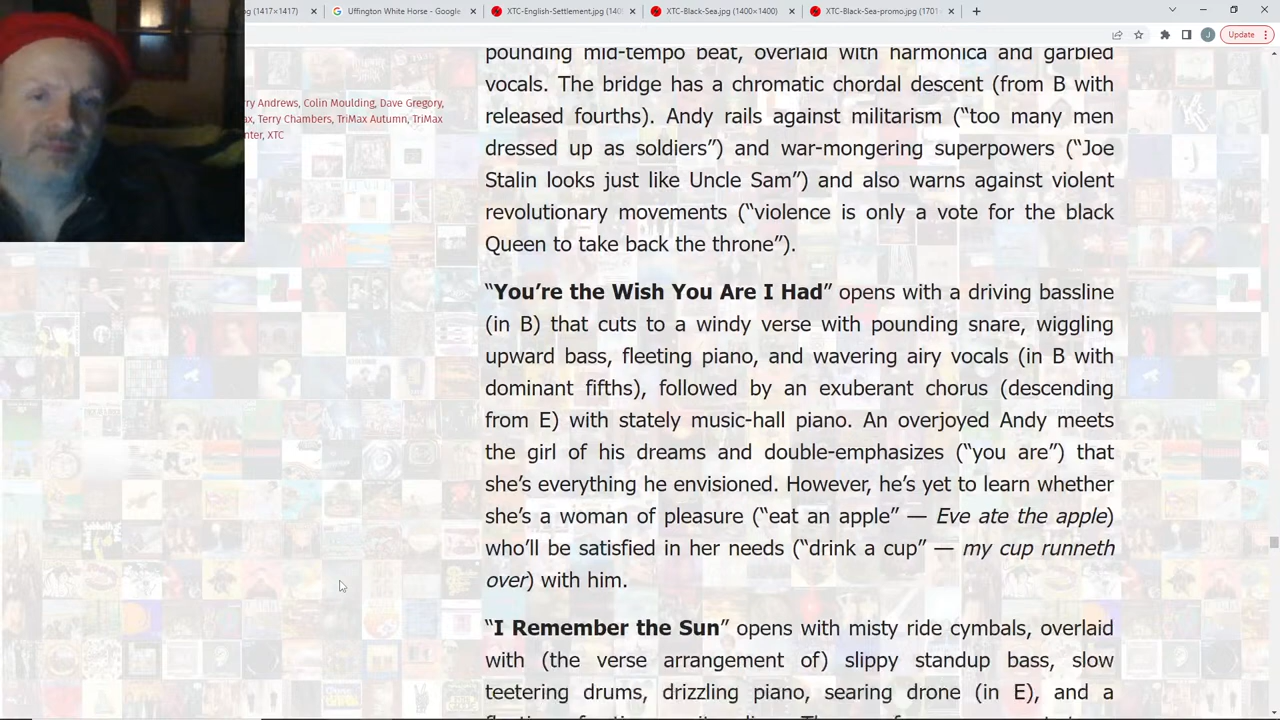 jpg (1417×1417)
Uffington White Horse - Google
XTC-English-Settlement.jpg (140
XTC-Black-Sea.jpg (1400×1400)
XTC-Black-Sea-promo.jpg (1701
J
Update
ry Andrews, Colin Moulding, Dave Gregory,
ax, Terry Chambers, TriMax Autumn, TriMax
nter, XTC
pounding mid-tempo beat, overlaid with harmonica and garbled
vocals. The bridge has a chromatic chordal descent (from B with
released fourths). Andy rails against militarism (“too many men
dressed up as soldiers”) and war-mongering superpowers (“Joe
Stalin looks just like Uncle Sam”) and also warns against violent
revolutionary movements (“violence is only a vote for the black
Queen to take back the throne”).
“You’re the Wish You Are I Had” opens with a driving bassline
(in B) that cuts to a windy verse with pounding snare, wiggling
upward bass, fleeting piano, and wavering airy vocals (in B with
dominant fifths), followed by an exuberant chorus (descending
from E) with stately music-hall piano. An overjoyed Andy meets
the girl of his dreams and double-emphasizes (“you are”) that
she’s everything he envisioned. However, he’s yet to learn whether
she’s a woman of pleasure (“eat an apple” — Eve ate the apple)
who’ll be satisfied in her needs (“drink a cup” — my cup runneth
over) with him.
“I Remember the Sun” opens with misty ride cymbals, overlaid
with (the verse arrangement of) slippy standup bass, slow
teetering drums, drizzling piano, searing drone (in E), and a